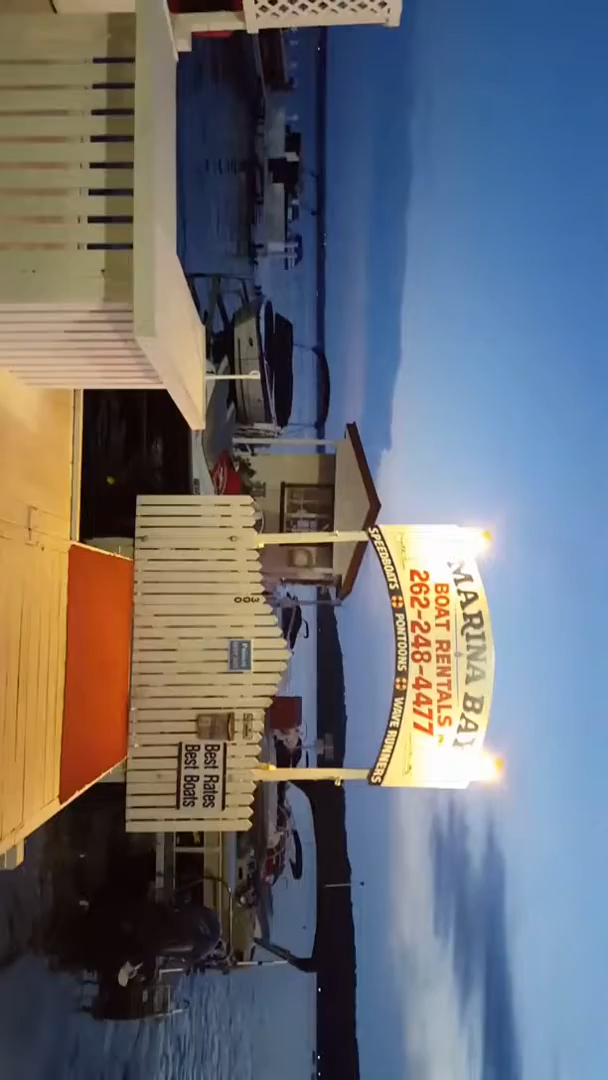 MARINA BAY
BOAT RENTALS
262-248-4477
SPEEDBOATS PONTOONS WAVE RUNNERS
300
Best Rates
Best Boats